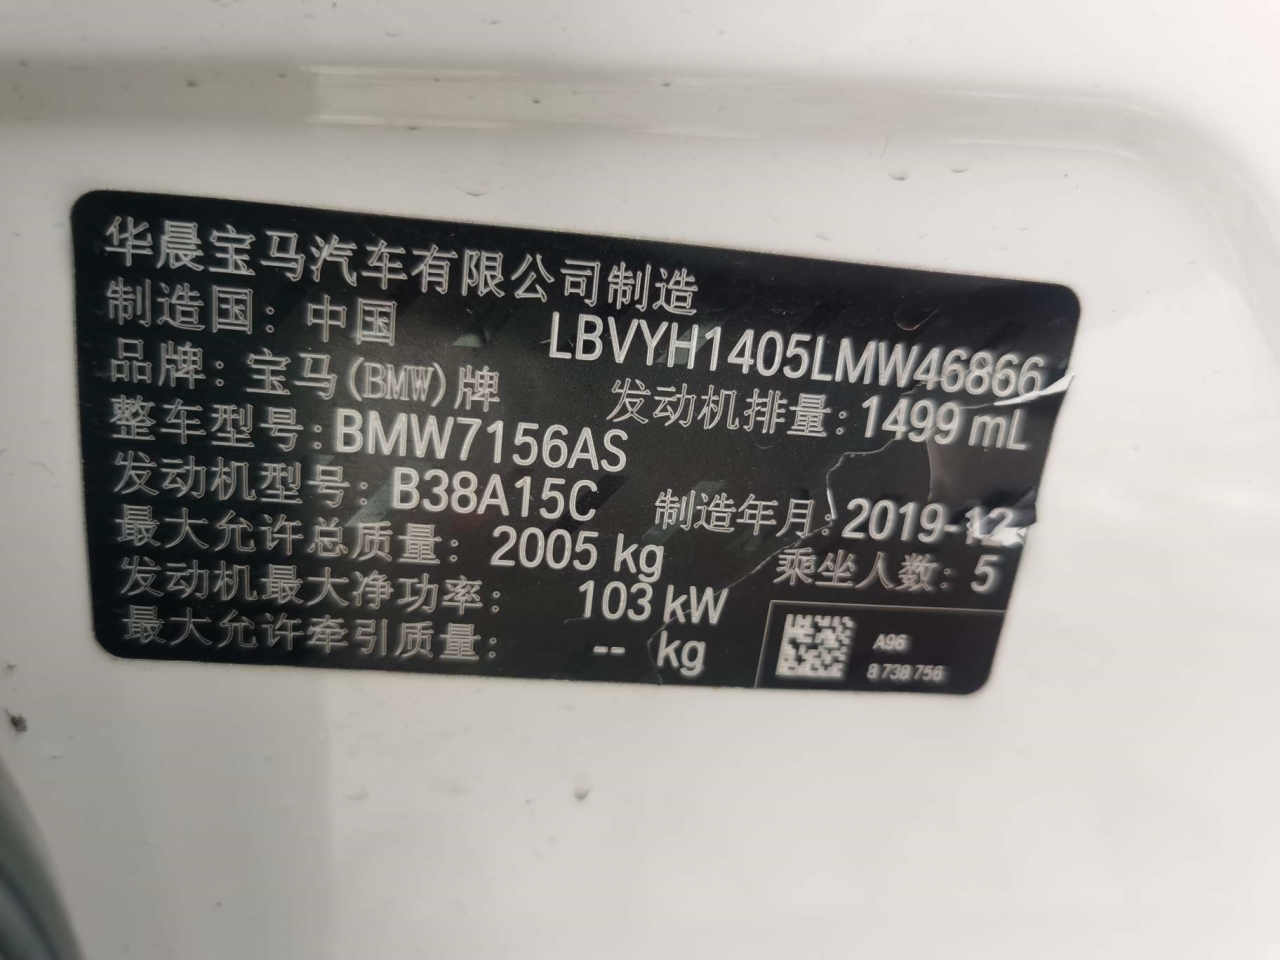 华晨宝马汽车有限公司制造
制造国：中国
LBVYH1405LMW46866
品牌：宝马(BMW)牌
发动机排量：1499 mL
整车型号：BMW7156AS
发动机型号：B38A15C
制造年月：2019-12
最大允许总质量：2005 kg
乘坐人数：5
发动机最大净功率：103 kW
最大允许牵引质量：-- kg
A96
8 738 756